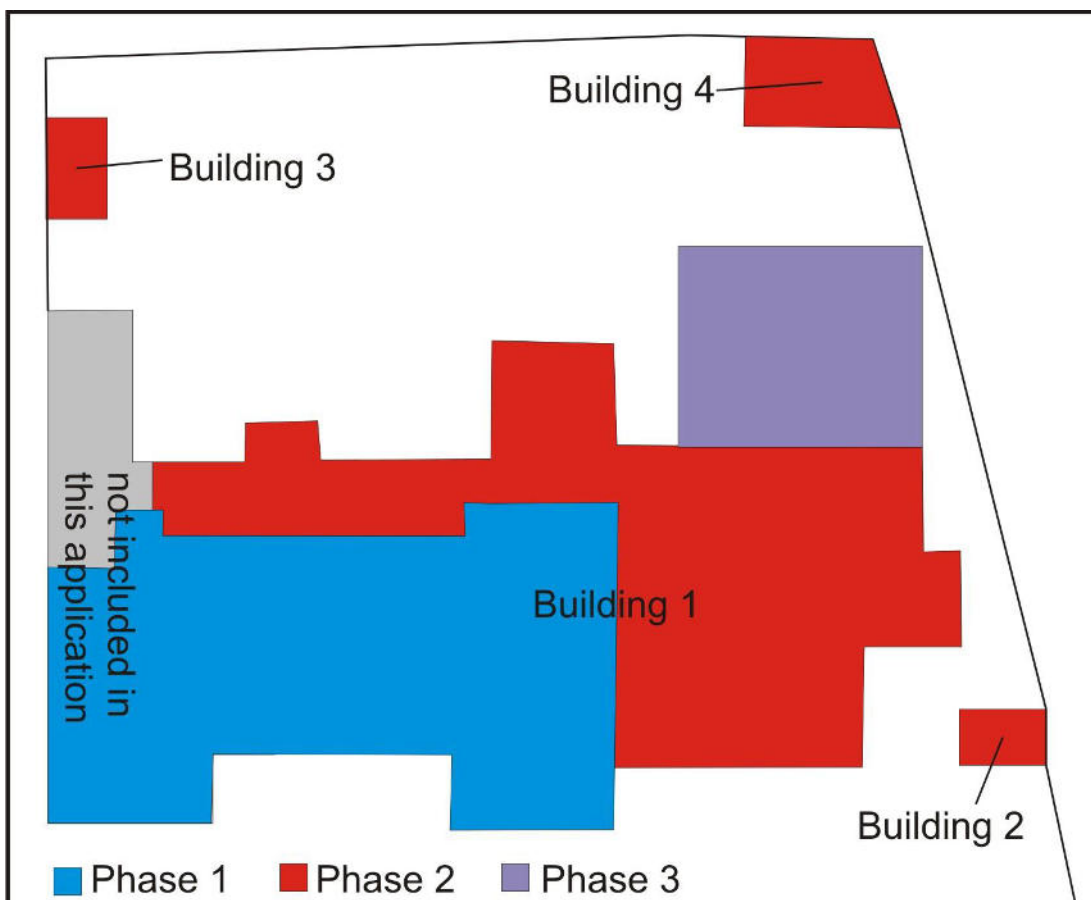 Building 4
Building 3
not included in
this application
Building 1
Building 2
Phase 1
Phase 2
Phase 3